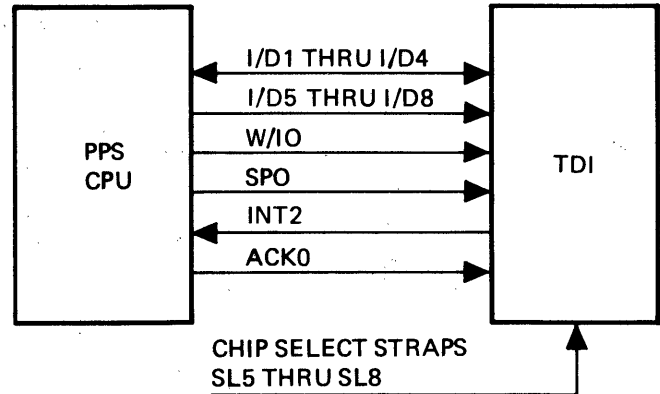 I/D1 THRU I/D4
I/D5 THRU I/D8
W/IO
SPO
INT2
ACK0
PPS
CPU
TDI
CHIP SELECT STRAPS
SL5 THRU SL8